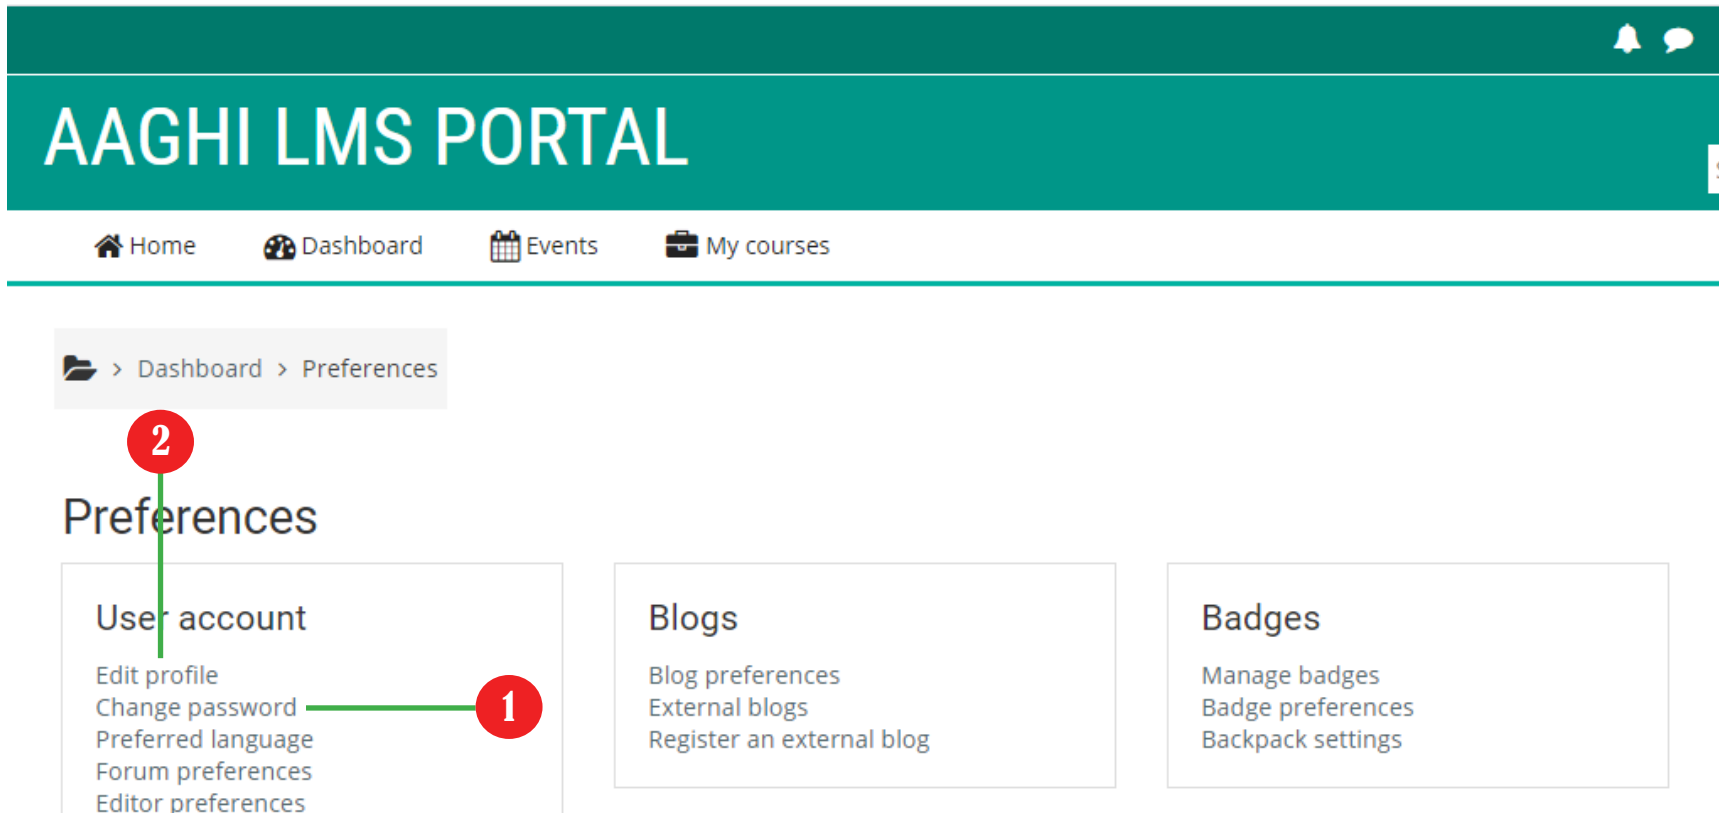 AAGHI LMS PORTAL
Home Dashboard Events My courses
> Dashboard > Preferences
2
Preferences
User account
Edit profile
Change password
1
Preferred language
Forum preferences
Editor preferences
Blogs
Blog preferences
External blogs
Register an external blog
Badges
Manage badges
Badge preferences
Backpack settings